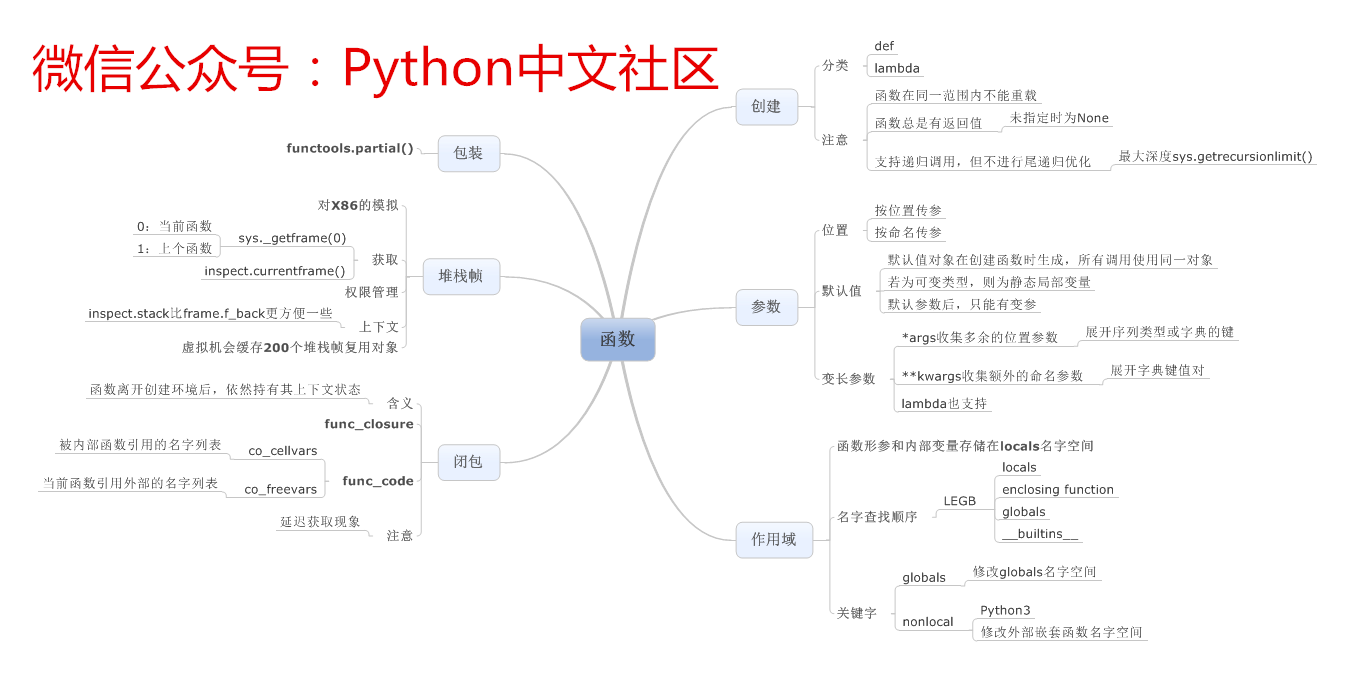 微信公众号：Python中文社区
函数
创建
分类
def
lambda
注意
函数在同一范围内不能重载
函数总是有返回值
未指定时为None
支持递归调用，但不进行尾递归优化
最大深度sys.getrecursionlimit()
参数
位置
按位置传参
按命名传参
默认值
默认值对象在创建函数时生成，所有调用使用同一对象
若为可变类型，则为静态局部变量
默认参数后，只能有变参
变长参数
*args收集多余的位置参数
展开序列类型或字典的键
**kwargs收集额外的命名参数
展开字典键值对
lambda也支持
作用域
函数形参和内部变量存储在locals名字空间
名字查找顺序
LEGB
locals
enclosing function
globals
__builtins__
关键字
globals
修改globals名字空间
nonlocal
Python3
修改外部嵌套函数名字空间
包装
functools.partial()
堆栈帧
对X86的模拟
获取
sys._getframe(0)
0：当前函数
1：上个函数
inspect.currentframe()
权限管理
上下文
inspect.stack比frame.f_back更方便一些
虚拟机会缓存200个堆栈帧复用对象
闭包
含义
函数离开创建环境后，依然持有其上下文状态
func_closure
func_code
co_cellvars
被内部函数引用的名字列表
co_freevars
当前函数引用外部的名字列表
注意
延迟获取现象